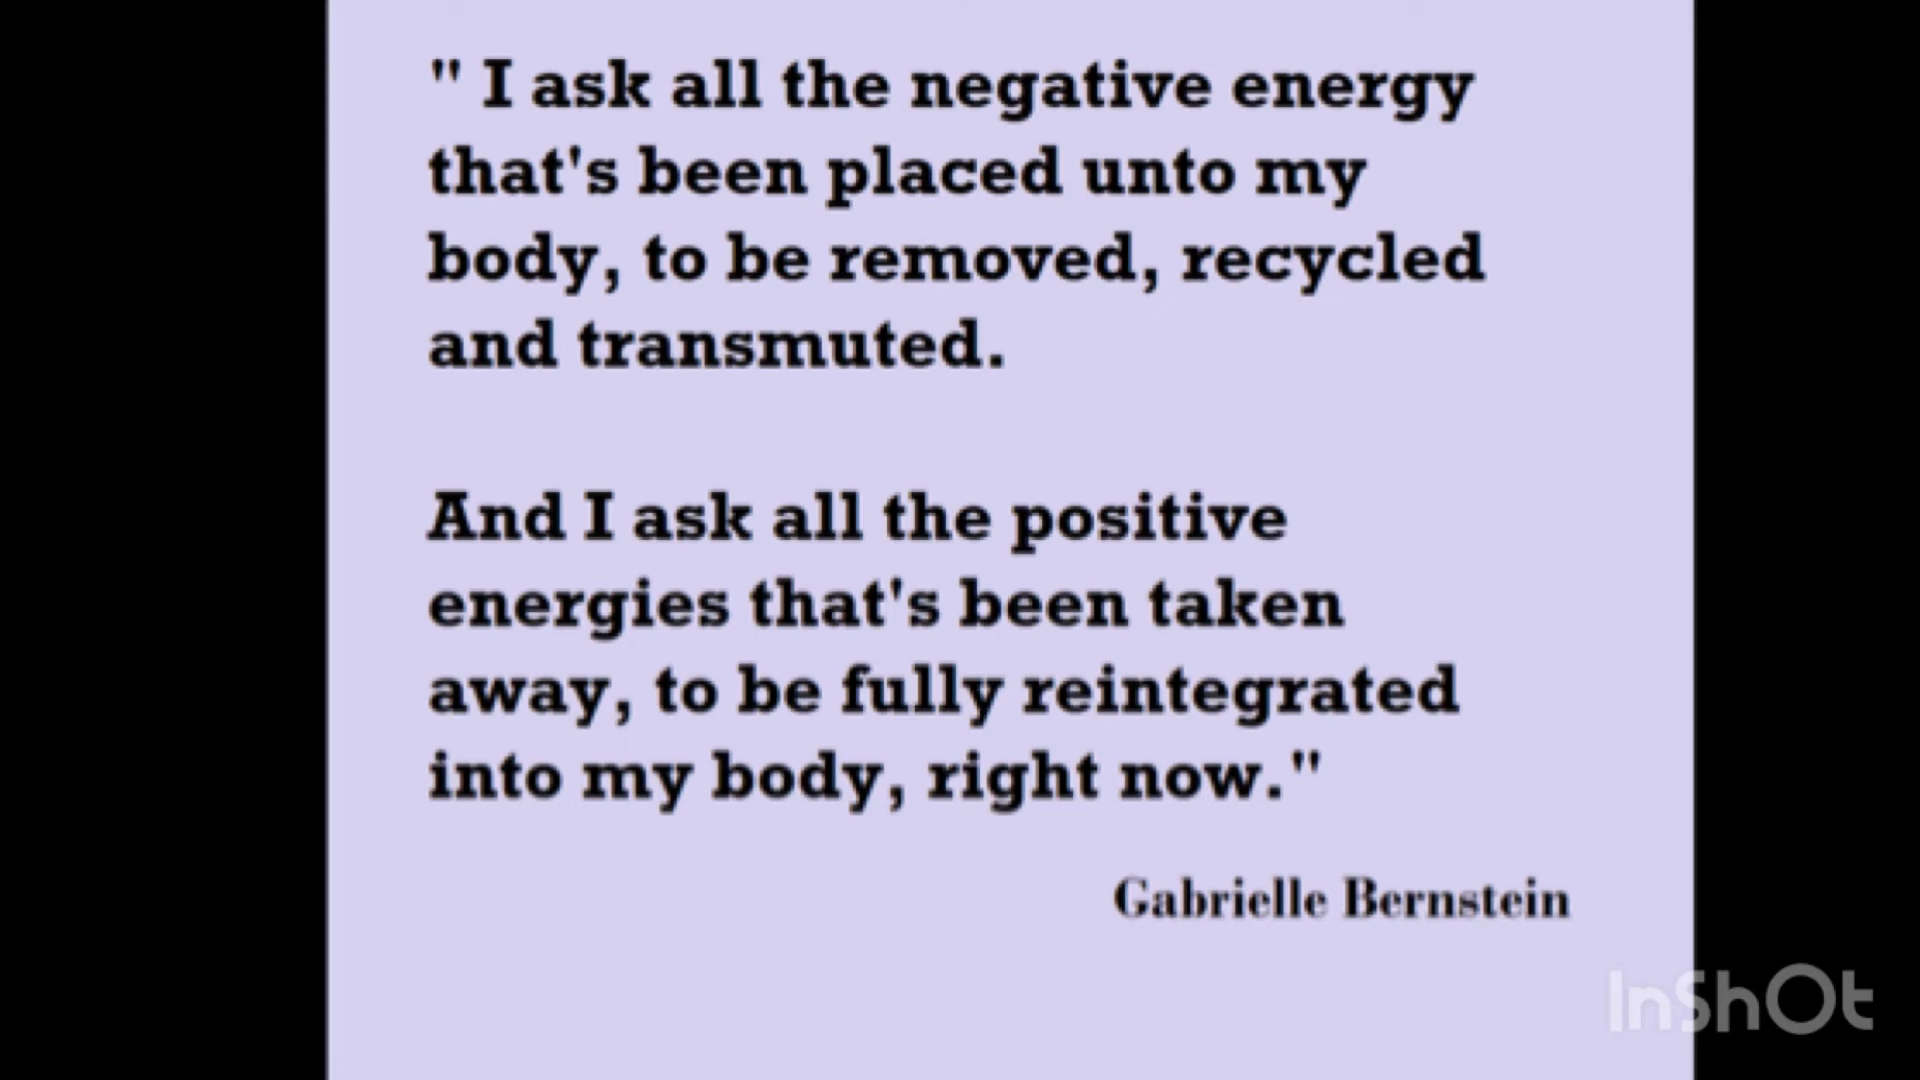 " I ask all the negative energy
that's been placed unto my
body, to be removed, recycled
and transmuted.
And I ask all the positive
energies that's been taken
away, to be fully reintegrated
into my body, right now."
Gabrielle Bernstein
InShOt